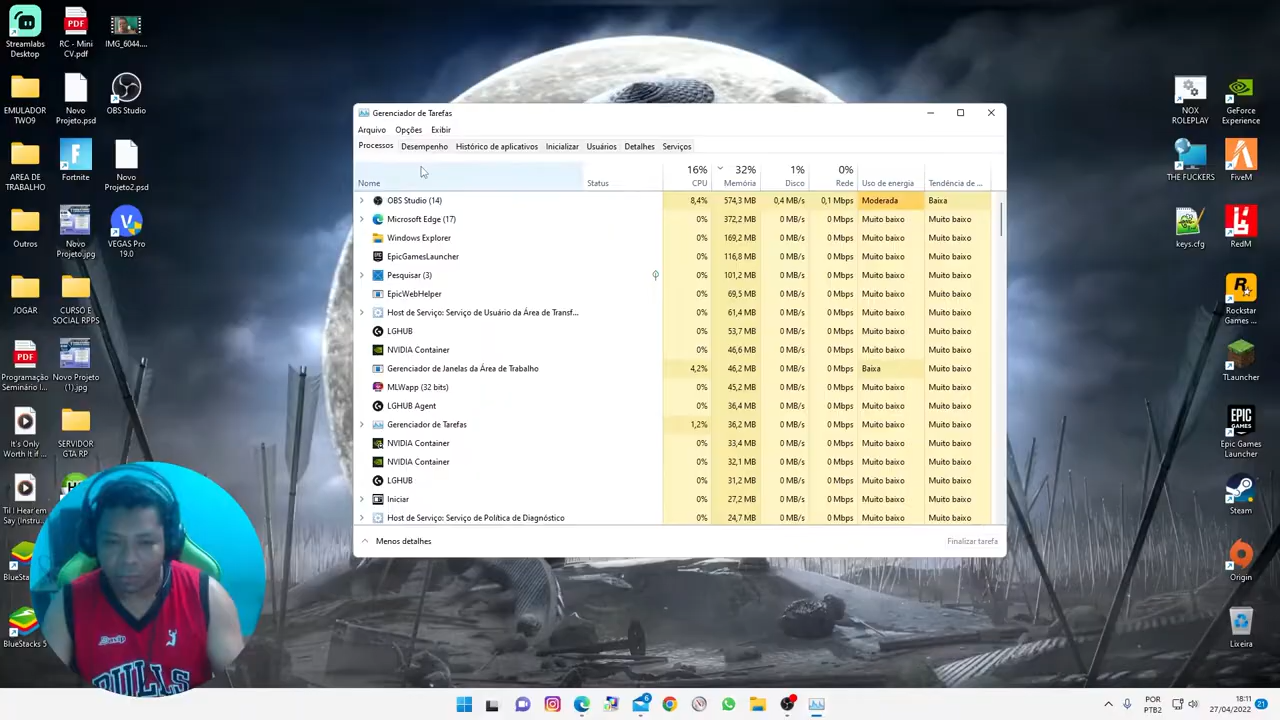 Streamlabs
Desktop
RC - Mini
CV.pdf
IMG_6044....
EMULADOR
TWO9
Novo
Projeto.psd
OBS Studio
AREA DE
TRABALHO
Fortnite
Novo
Projeto2.psd
Outros
Novo
Projeto.jpg
VEGAS Pro
19.0
JOGAR
CURSO E
SOCIAL RPPS
Programação
Seminário I...
Novo Projeto
(1).jpg
It's Only
Worth It if ...
SERVIDOR
GTA RP
Til I Hear em
Say (Instru...
BlueSta
BlueStacks 5
BULLS
Gerenciador de Tarefas
Arquivo Opções Exibir
Processos Desempenho Histórico de aplicativos Inicializar Usuários Detalhes Serviços
16% 32% 1% 0%
Nome Status CPU Memória Disco Rede Uso de energia Tendência de ...
OBS Studio (14) 8,4% 574,3 MB 0,4 MB/s 0,1 Mbps Moderada Baixa
Microsoft Edge (17) 0% 372,2 MB 0 MB/s 0 Mbps Muito baixo Muito baixo
Windows Explorer 0% 169,2 MB 0 MB/s 0 Mbps Muito baixo Muito baixo
EpicGamesLauncher 0% 116,8 MB 0 MB/s 0 Mbps Muito baixo Muito baixo
Pesquisar (3) 0% 101,2 MB 0 MB/s 0 Mbps Muito baixo Muito baixo
EpicWebHelper 0% 69,5 MB 0 MB/s 0 Mbps Muito baixo Muito baixo
Host de Serviço: Serviço de Usuário da Área de Transf... 0% 61,4 MB 0 MB/s 0 Mbps Muito baixo Muito baixo
LGHUB 0% 53,7 MB 0 MB/s 0 Mbps Muito baixo Muito baixo
NVIDIA Container 0% 46,6 MB 0 MB/s 0 Mbps Muito baixo Muito baixo
Gerenciador de Janelas da Área de Trabalho 4,2% 46,2 MB 0 MB/s 0 Mbps Baixa Muito baixo
MLWapp (32 bits) 0% 45,2 MB 0 MB/s 0 Mbps Muito baixo Muito baixo
LGHUB Agent 0% 36,4 MB 0 MB/s 0 Mbps Muito baixo Muito baixo
Gerenciador de Tarefas 1,2% 36,2 MB 0 MB/s 0 Mbps Muito baixo Muito baixo
NVIDIA Container 0% 33,4 MB 0 MB/s 0 Mbps Muito baixo Muito baixo
NVIDIA Container 0% 32,1 MB 0 MB/s 0 Mbps Muito baixo Muito baixo
LGHUB 0% 31,2 MB 0 MB/s 0 Mbps Muito baixo Muito baixo
Iniciar 0% 27,2 MB 0 MB/s 0 Mbps Muito baixo Muito baixo
Host de Serviço: Serviço de Política de Diagnóstico 0% 24,7 MB 0 MB/s 0 Mbps Muito baixo Muito baixo
Menos detalhes Finalizar tarefa
NOX
ROLEPLAY
GeForce
Experience
THE FUCKERS
FiveM
keys.cfg
RedM
Rockstar
Games ...
TLauncher
EPIC
GAMES
Epic Games
Launcher
Steam
Origin
Lixeira
POR
PTB2
18:11
27/04/2022
21